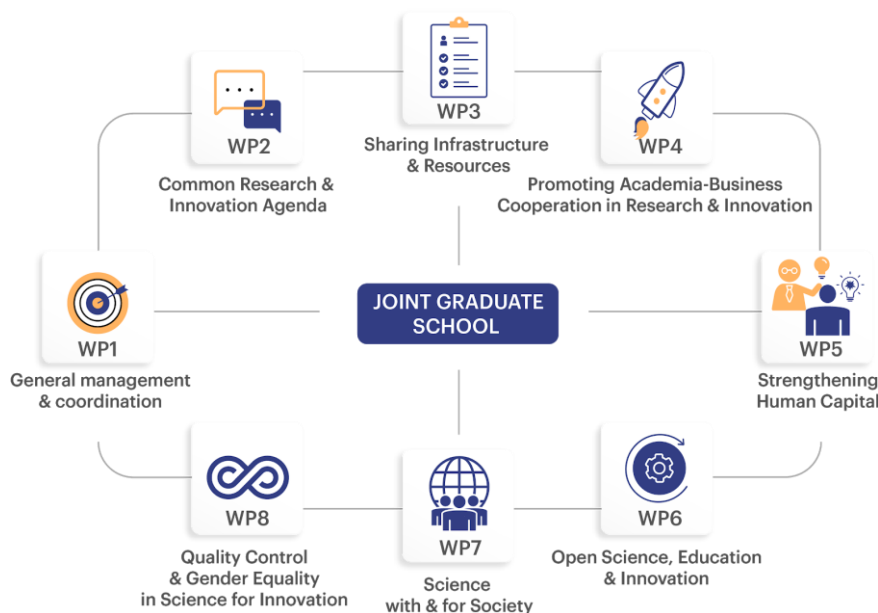 WP3
Sharing Infrastructure
& Resources
WP2
Common Research &
Innovation Agenda
WP4
Promoting Academia-Business
Cooperation in Research & Innovation
WP1
General management
& coordination
JOINT GRADUATE
SCHOOL
WP5
Strengthening
Human Capital
WP8
Quality Control
& Gender Equality
in Science for Innovation
WP7
Science
with & for Society
WP6
Open Science, Education
& Innovation